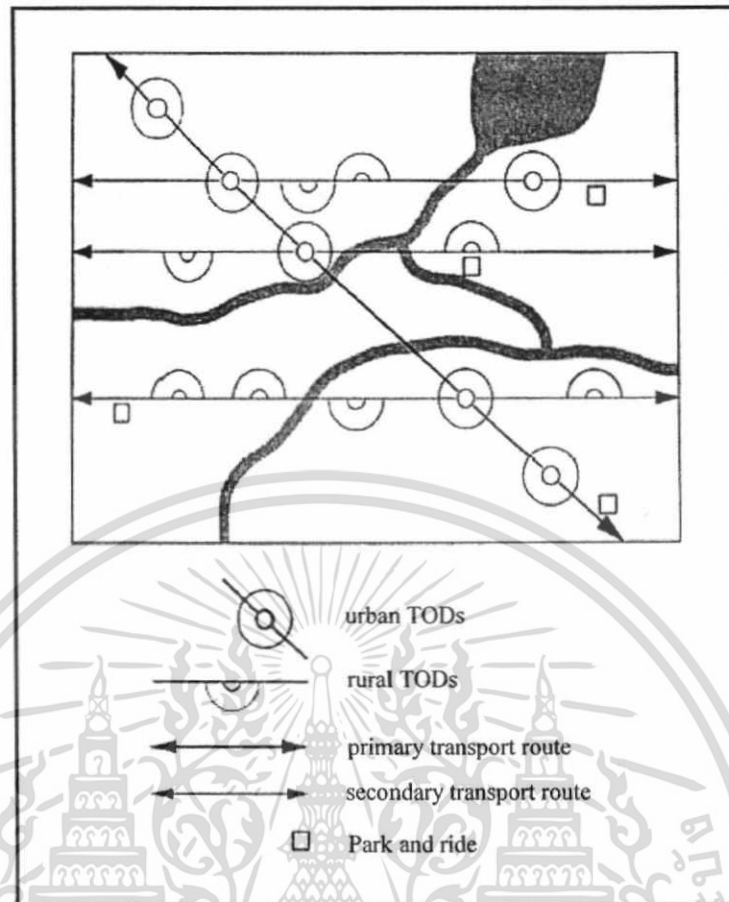 urban TODs
rural TODs
primary transport route
secondary transport route
Park and ride